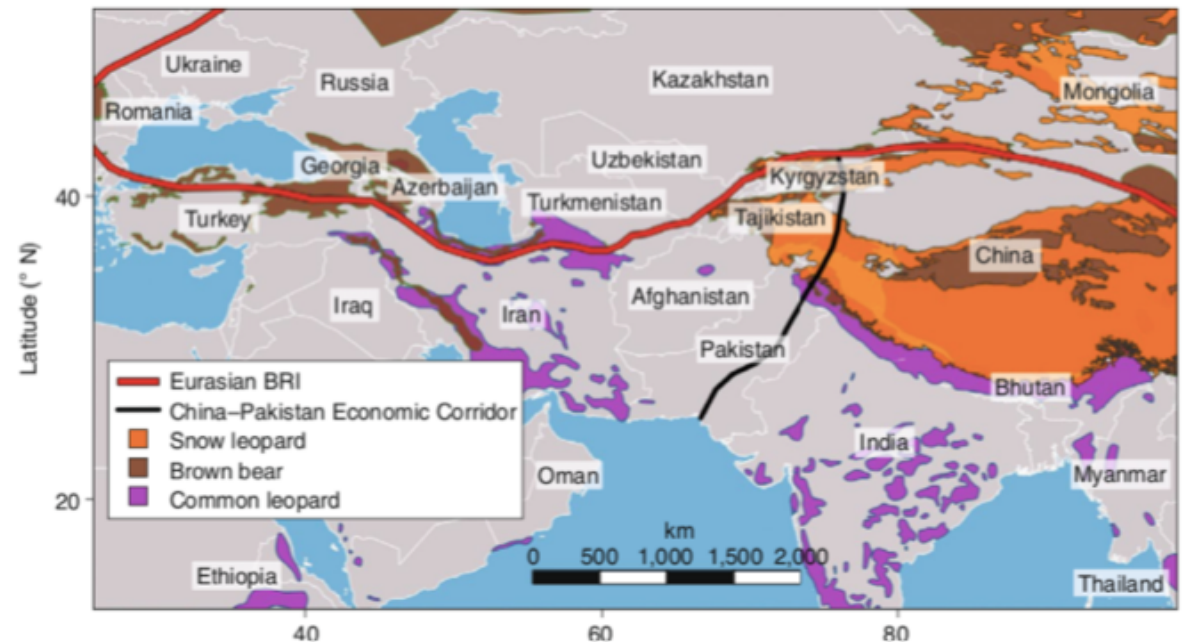 Ukraine
Russia
Kazakhstan
Mongolia
Romania
Georgia
Uzbekistan
Azerbaijan
Kyrgyzstan
Turkmenistan
40
Turkey
Tajikistan
China
Latitude (° N)
Iraq
Iran
Afghanistan
Pakistan
Bhutan
Eurasian BRI
China–Pakistan Economic Corridor
Snow leopard
Brown bear
Common leopard
India
Oman
Myanmar
20
km
0 500 1,000 1,500 2,000
Ethiopia
Thailand
40 60 80